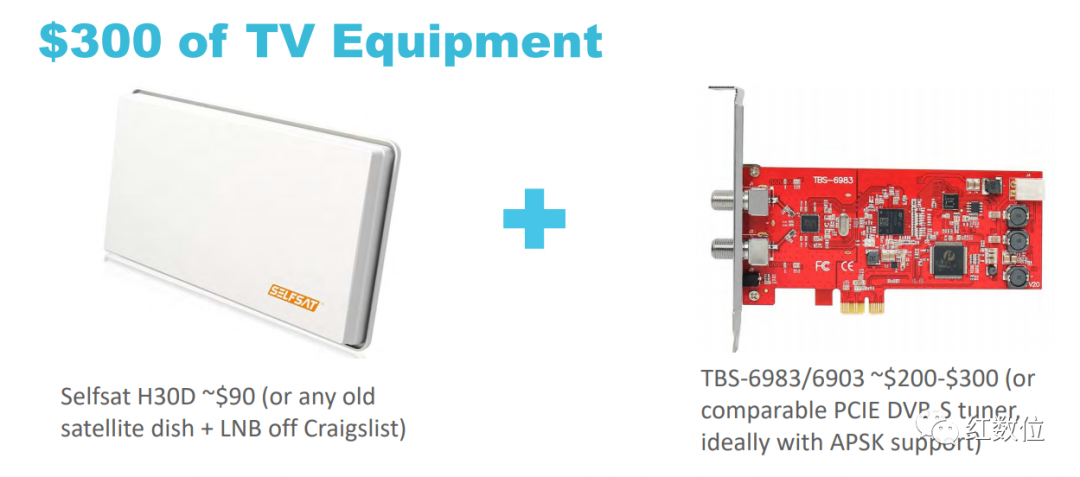 $300 of TV Equipment
SELFSAT
TBS-6983
FC CE
V20
Selfsat H30D ~$90 (or any old
satellite dish + LNB off Craigslist)
TBS-6983/6903 ~$200-$300 (or
comparable PCIE DVB-S tuner,
ideally with APSK support)
红数位